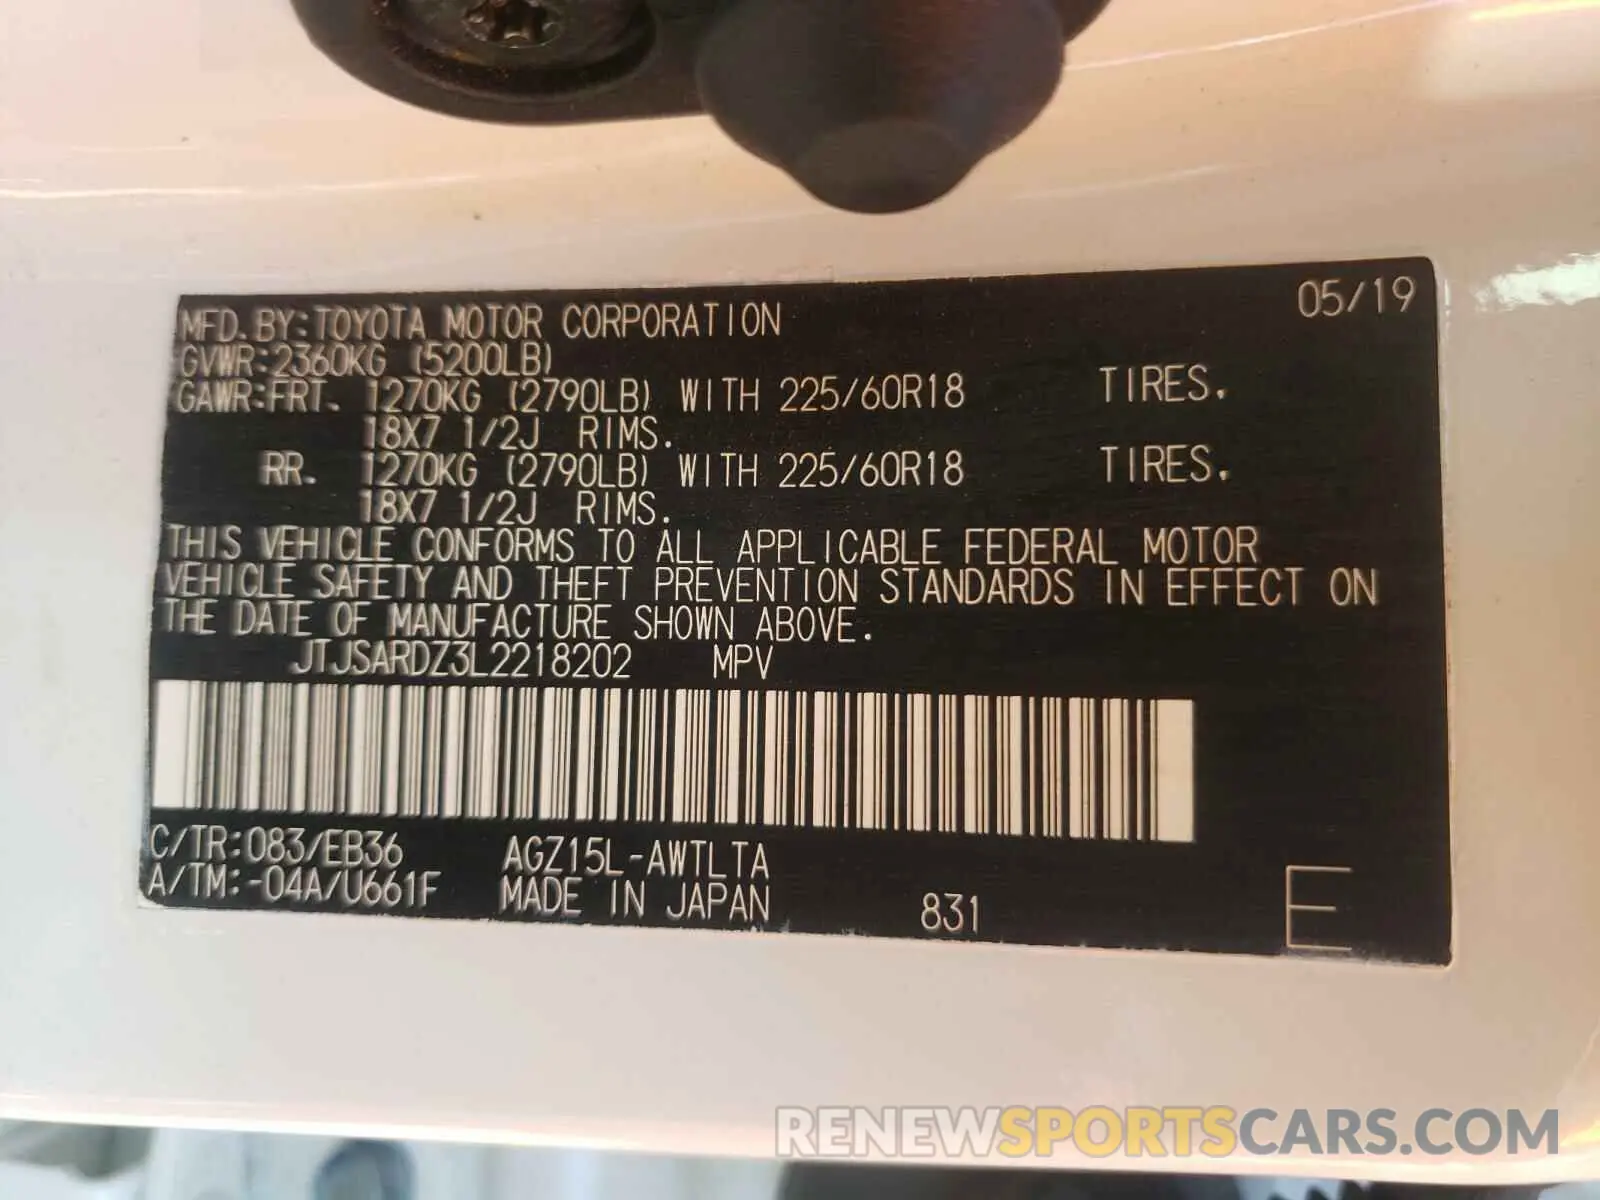 MFD. BY: TOYOTA MOTOR CORPORATION 05/19
GVWR: 2360KG (5200LB)
GAWR: FRT. 1270KG (2790LB) WITH 225/60R18 TIRES.
18X7 1/2J RIMS.
RR. 1270KG (2790LB) WITH 225/60R18 TIRES.
18X7 1/2J RIMS.
THIS VEHICLE CONFORMS TO ALL APPLICABLE FEDERAL MOTOR
VEHICLE SAFETY AND THEFT PREVENTION STANDARDS IN EFFECT ON
THE DATE OF MANUFACTURE SHOWN ABOVE.
JTJSARDZ3L2218202 MPV
C/TR: 083/EB36 AGZ15L-AWTLTA
A/TM: -04A/U661F MADE IN JAPAN 831 E
RENEWSPORTSCARS.COM